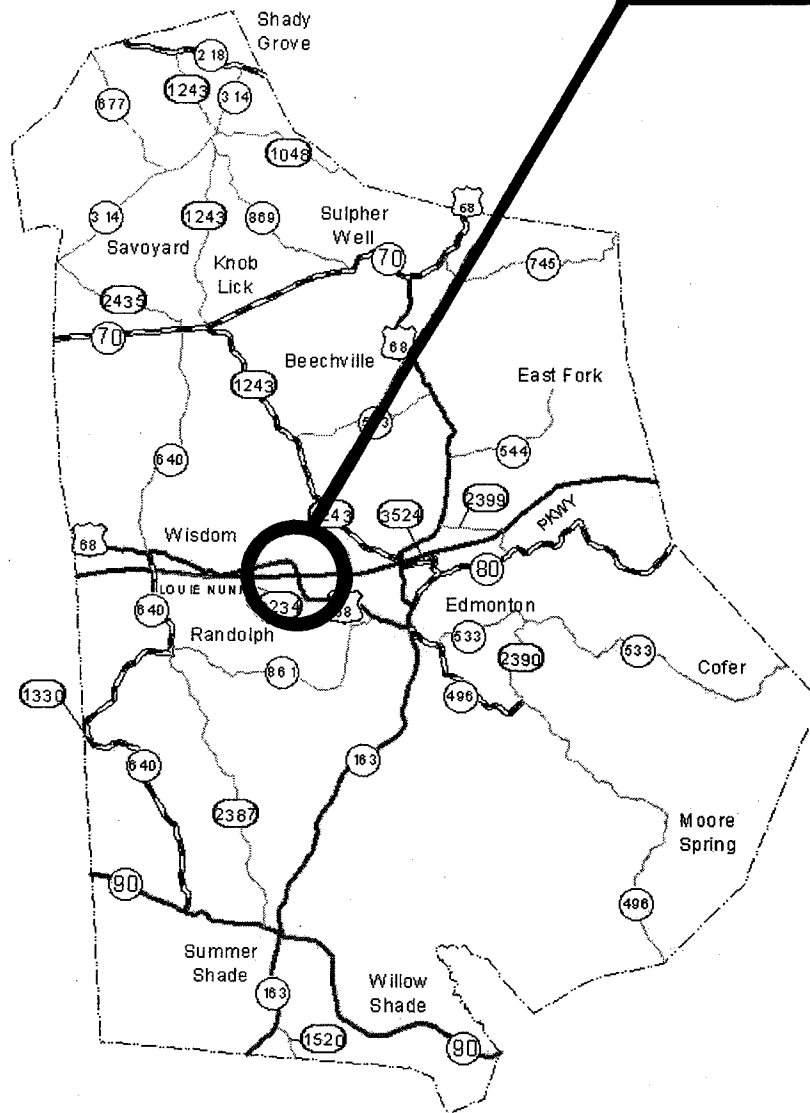 Shady
Grove
218
1243
314
677
1048
68
314
1243
869
Sulpher
Well
Savoyard
70
Knob
Lick
745
2435
70
68
Beechville
1243
East Fork
640
544
2399
243
3524
PKWY
Wisdom
68
80
LOUIE NUNN
234
68
640
Edmonton
Randolph
533
2390
533
861
Cofer
1330
496
640
163
2387
Moore
Spring
90
496
Summer
Shade
Willow
Shade
163
1520
90